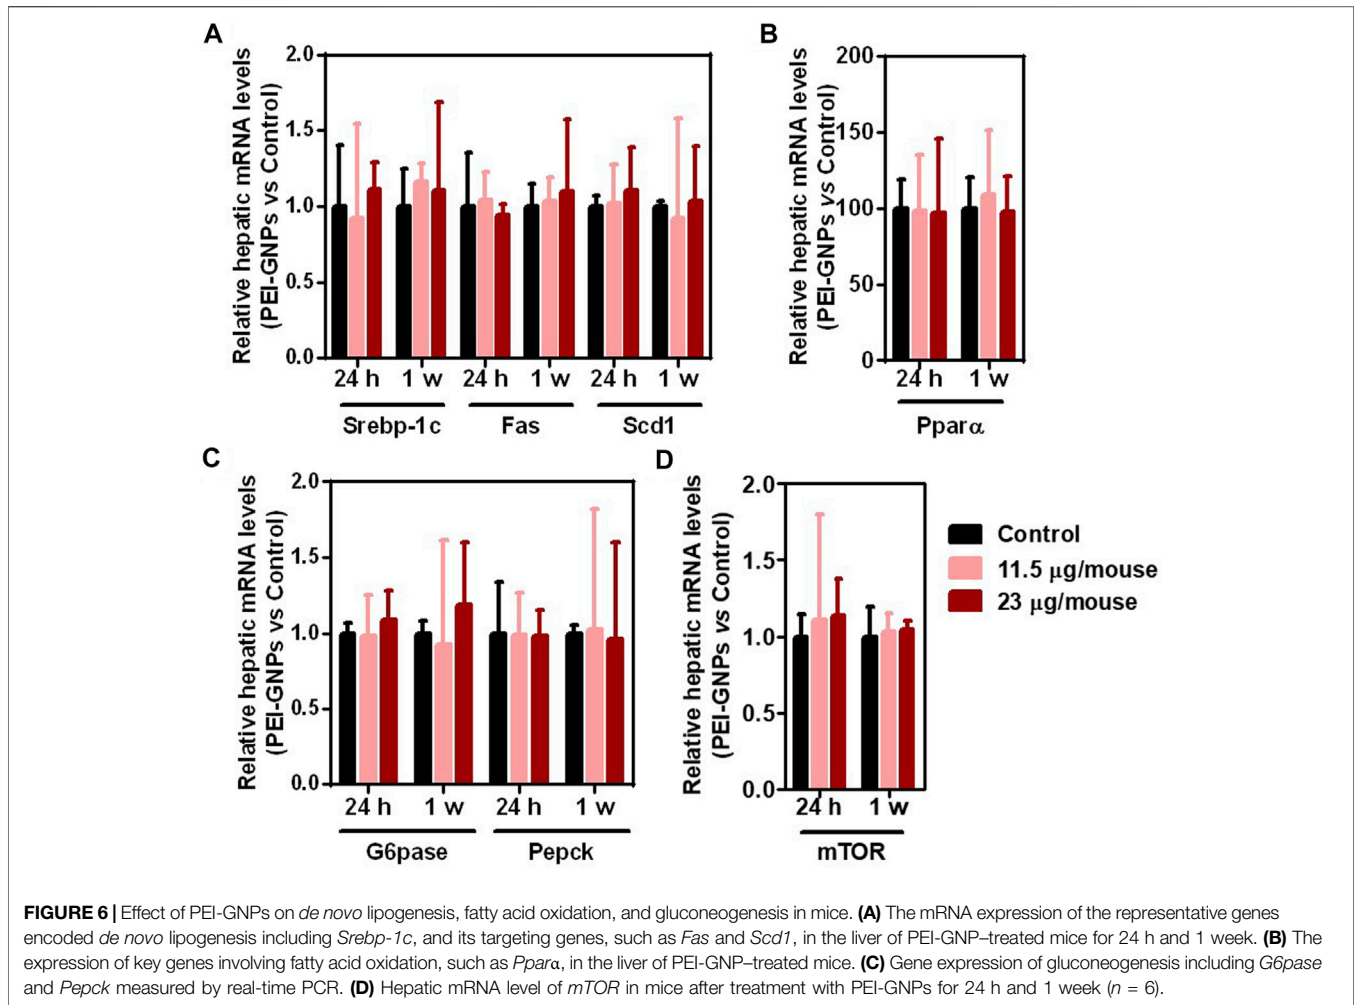 A
Relative hepatic mRNA levels
(PEI-GNPs vs Control)
2.0
1.5
1.0
0.5
0.0
24 h 1 w 24 h 1 w 24 h 1 w
Srebp-1c Fas Scd1
B
Relative hepatic mRNA levels
(PEI-GNPs vs Control)
200
150
100
50
0
24 h 1 w
Pparα
C
Relative hepatic mRNA levels
(PEI-GNPs vs Control)
2.0
1.5
1.0
0.5
0.0
24 h 1 w 24 h 1 w
G6pase Pepck
D
Relative hepatic mRNA levels
(PEI-GNPs vs Control)
2.0
1.5
1.0
0.5
0.0
24 h 1 w
mTOR
Control
11.5 µg/mouse
23 µg/mouse
FIGURE 6 | Effect of PEI-GNPs on de novo lipogenesis, fatty acid oxidation, and gluconeogenesis in mice. (A) The mRNA expression of the representative genes
encoded de novo lipogenesis including Srebp-1c, and its targeting genes, such as Fas and Scd1, in the liver of PEI-GNP–treated mice for 24 h and 1 week. (B) The
expression of key genes involving fatty acid oxidation, such as Pparα, in the liver of PEI-GNP–treated mice. (C) Gene expression of gluconeogenesis including G6pase
and Pepck measured by real-time PCR. (D) Hepatic mRNA level of mTOR in mice after treatment with PEI-GNPs for 24 h and 1 week (n = 6).